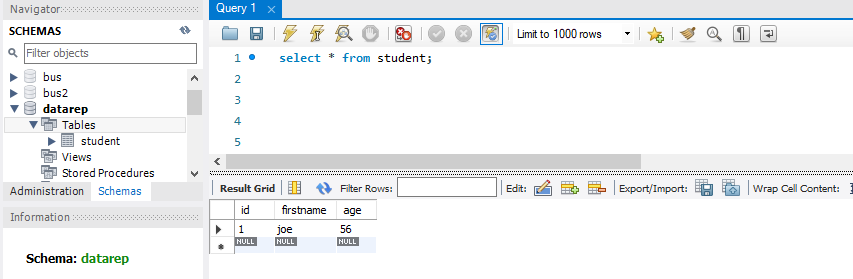 Navigator
SCHEMAS
Filter objects
bus
bus2
datarep
Tables
student
Views
Stored Procedures
Administration Schemas
Information
Schema: datarep
Query 1 ×
Limit to 1000 rows
1 select * from student;
2
3
4
5
Result Grid Filter Rows: Edit: Export/Import: Wrap Cell Content:
id firstname age
1 joe 56
NULL NULL NULL